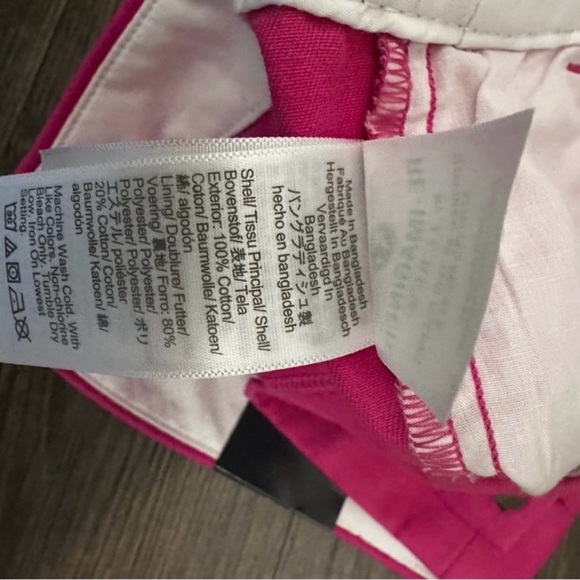 Made In Bangladesh
Fabriqué Au Bangladesh
Hergestellt In Bangladesch
Vervaardigd In
Bangladesh
バングラディシュ製
hecho en bangladesh
Shell/ Tissu Principal/ Shell/
Bovenstof/ 表地/ Tela
Exterior: 100% Cotton/
Coton/ Baumwolle/ Katoen/
綿/ algodón
Lining/ Doublure/ Futter/
Voering/ 裏地/ Forro: 80%
Polyester/ Polyester/
Polyester/ Polyester/ ポリ
エステル/ poliéster
20% Cotton/ Coton/
Baumwolle/ Katoen/ 綿/
algodón
Machine Wash Cold. With
Like Colors. Non-chlorine
Bleach Only. Tumble Dry
Low. Iron On Lowest
Setting.